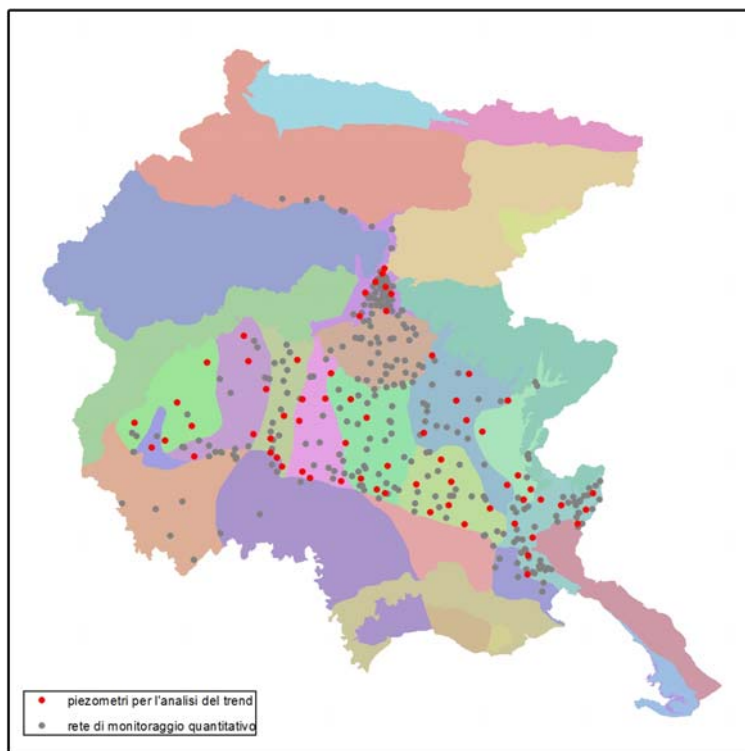 piezometri per l'analisi del trend
rete di monitoraggio quantitativo